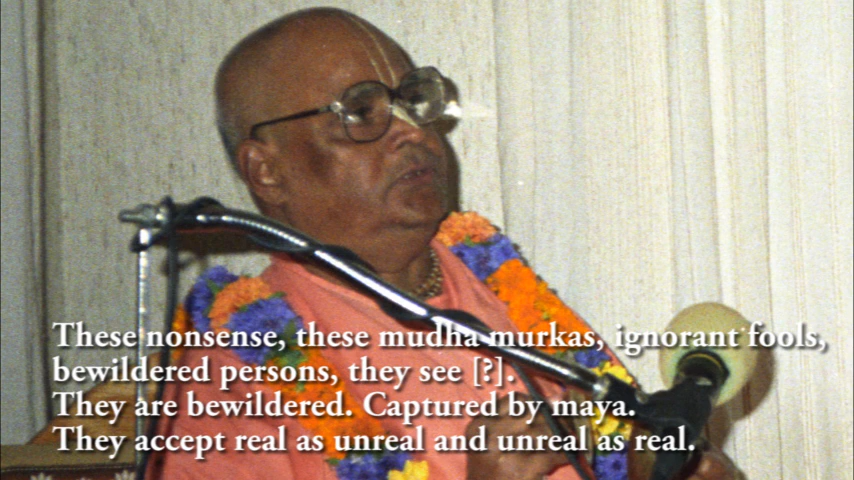 These nonsense, these mudha murkas, ignorant fools,
bewildered persons, they see [?].
They are bewildered. Captured by maya.
They accept real as unreal and unreal as real.